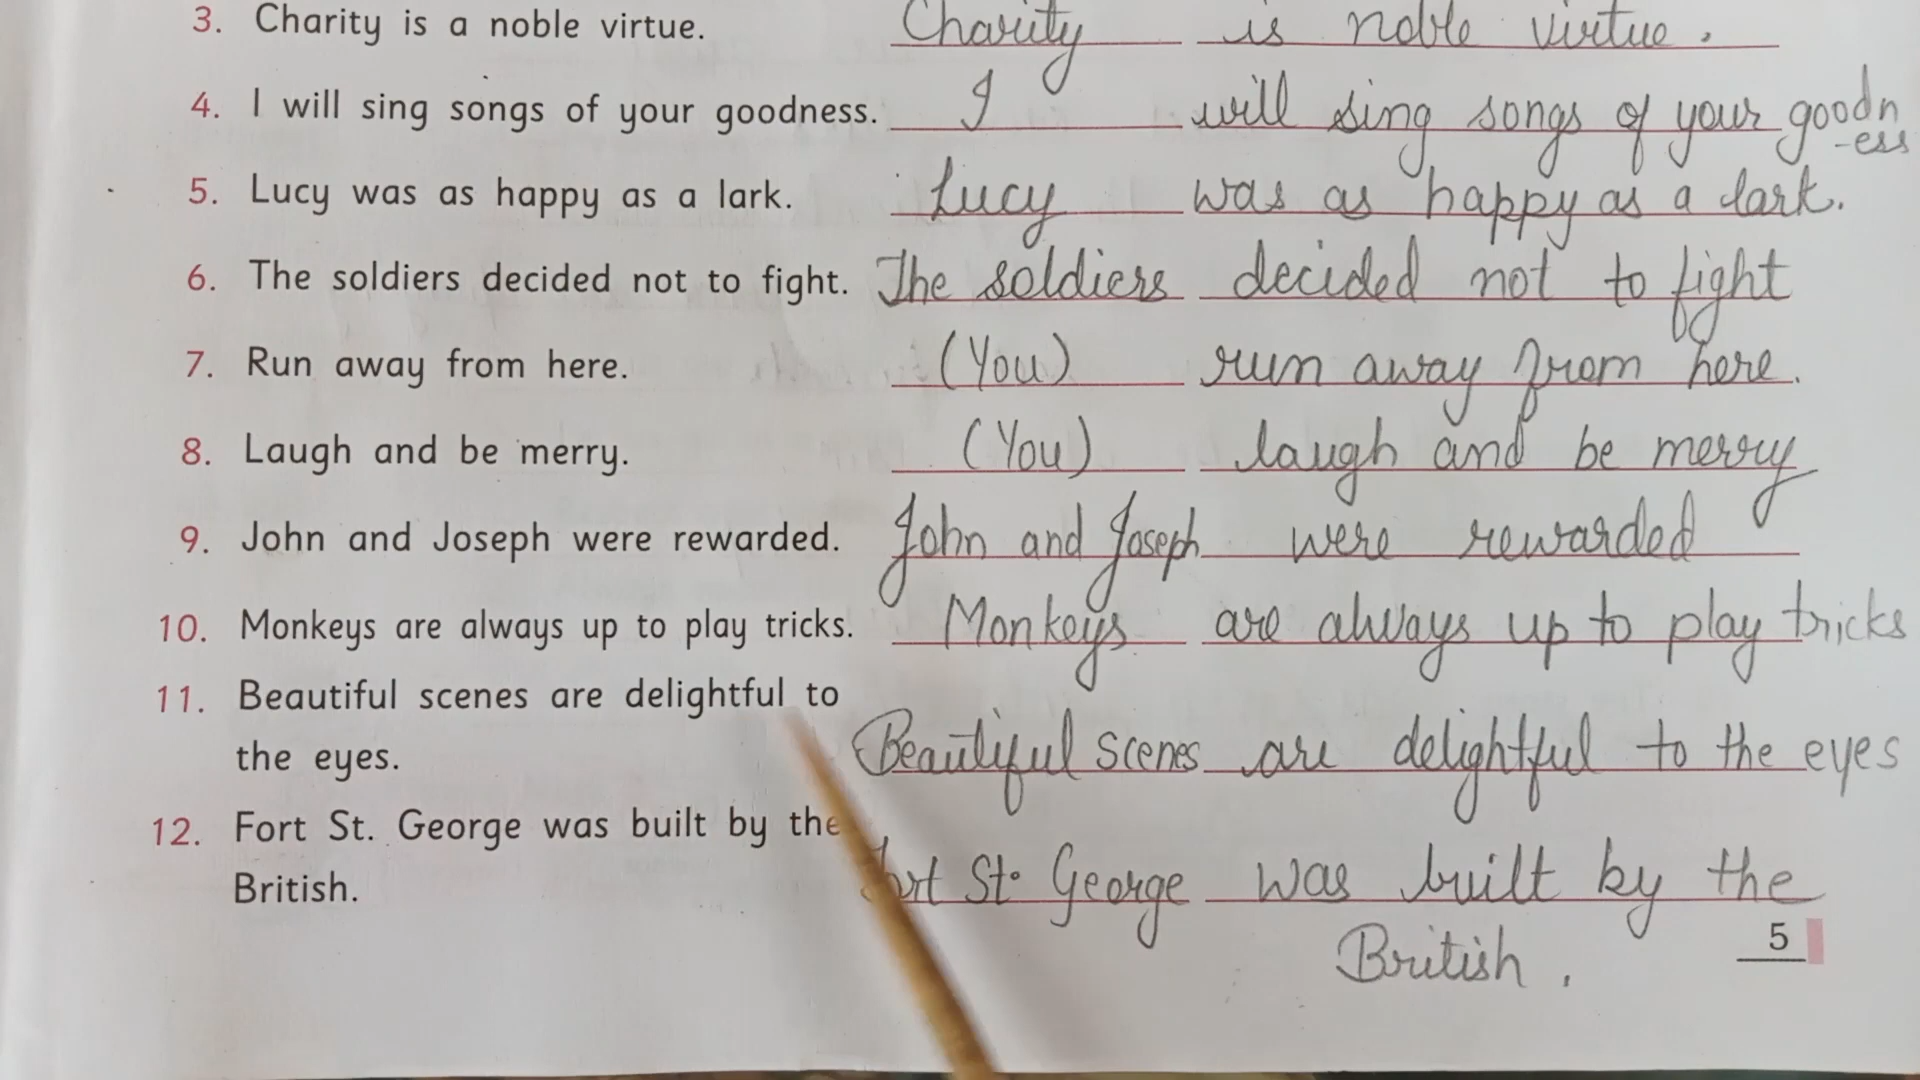 3. Charity is a noble virtue. Charity is noble virtue.
4. I will sing songs of your goodness. I will sing songs of your goodn
-ess
5. Lucy was as happy as a lark. Lucy was as happy as a lark.
6. The soldiers decided not to fight. The soldiers decided not to fight
7. Run away from here. (You) run away from here.
8. Laugh and be merry. (You) laugh and be merry
9. John and Joseph were rewarded. John and Joseph were rewarded
10. Monkeys are always up to play tricks. Monkeys are always up to play tricks
11. Beautiful scenes are delightful to
the eyes. Beautiful scenes are delightful to the eyes
12. Fort St. George was built by the
British. Fort St. George was built by the
British.
5